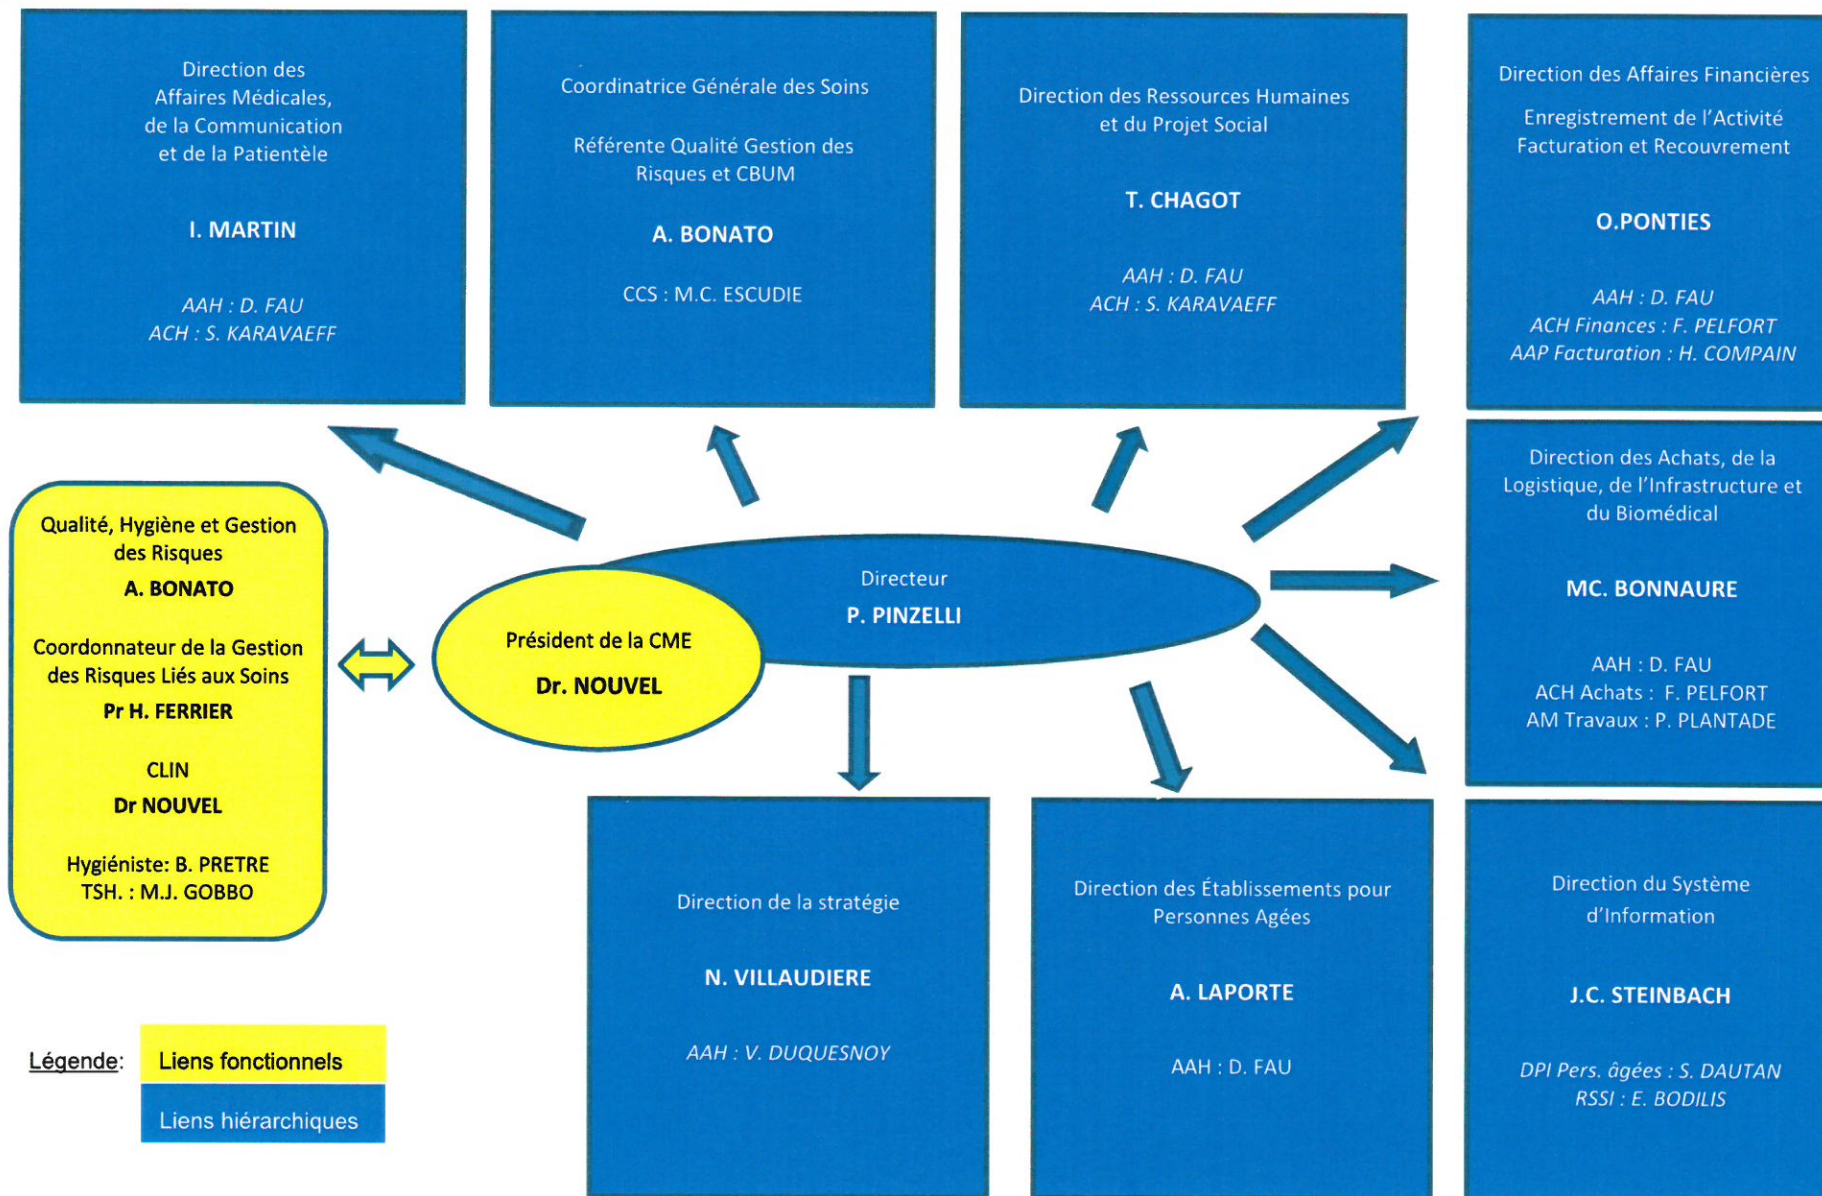 Direction des
Affaires Médicales,
de la Communication
et de la Patientèle
I. MARTIN
AAH : D. FAU
ACH : S. KARAVAEFF
Coordinatrice Générale des Soins
Référente Qualité Gestion des
Risques et CBUM
A. BONATO
CCS : M.C. ESCUDIE
Direction des Ressources Humaines
et du Projet Social
T. CHAGOT
AAH : D. FAU
ACH : S. KARAVAEFF
Direction des Affaires Financières
Enregistrement de l'Activité
Facturation et Recouvrement
O.PONTIES
AAH : D. FAU
ACH Finances : F. PELFORT
AAP Facturation : H. COMPAIN
Qualité, Hygiène et Gestion
des Risques
A. BONATO
Coordonnateur de la Gestion
des Risques Liés aux Soins
Pr H. FERRIER
CLIN
Dr NOUVEL
Hygiéniste: B. PRETRE
TSH. : M.J. GOBBO
Président de la CME
Dr. NOUVEL
Directeur
P. PINZELLI
Direction des Achats, de la
Logistique, de l'Infrastructure et
du Biomédical
MC. BONNAURE
AAH : D. FAU
ACH Achats : F. PELFORT
AM Travaux : P. PLANTADE
Direction de la stratégie
N. VILLAUDIERE
AAH : V. DUQUESNOY
Direction des Établissements pour
Personnes Agées
A. LAPORTE
AAH : D. FAU
Direction du Système
d'Information
J.C. STEINBACH
DPI Pers. âgées : S. DAUTAN
RSSI : E. BODILIS
Légende:
Liens fonctionnels
Liens hiérarchiques